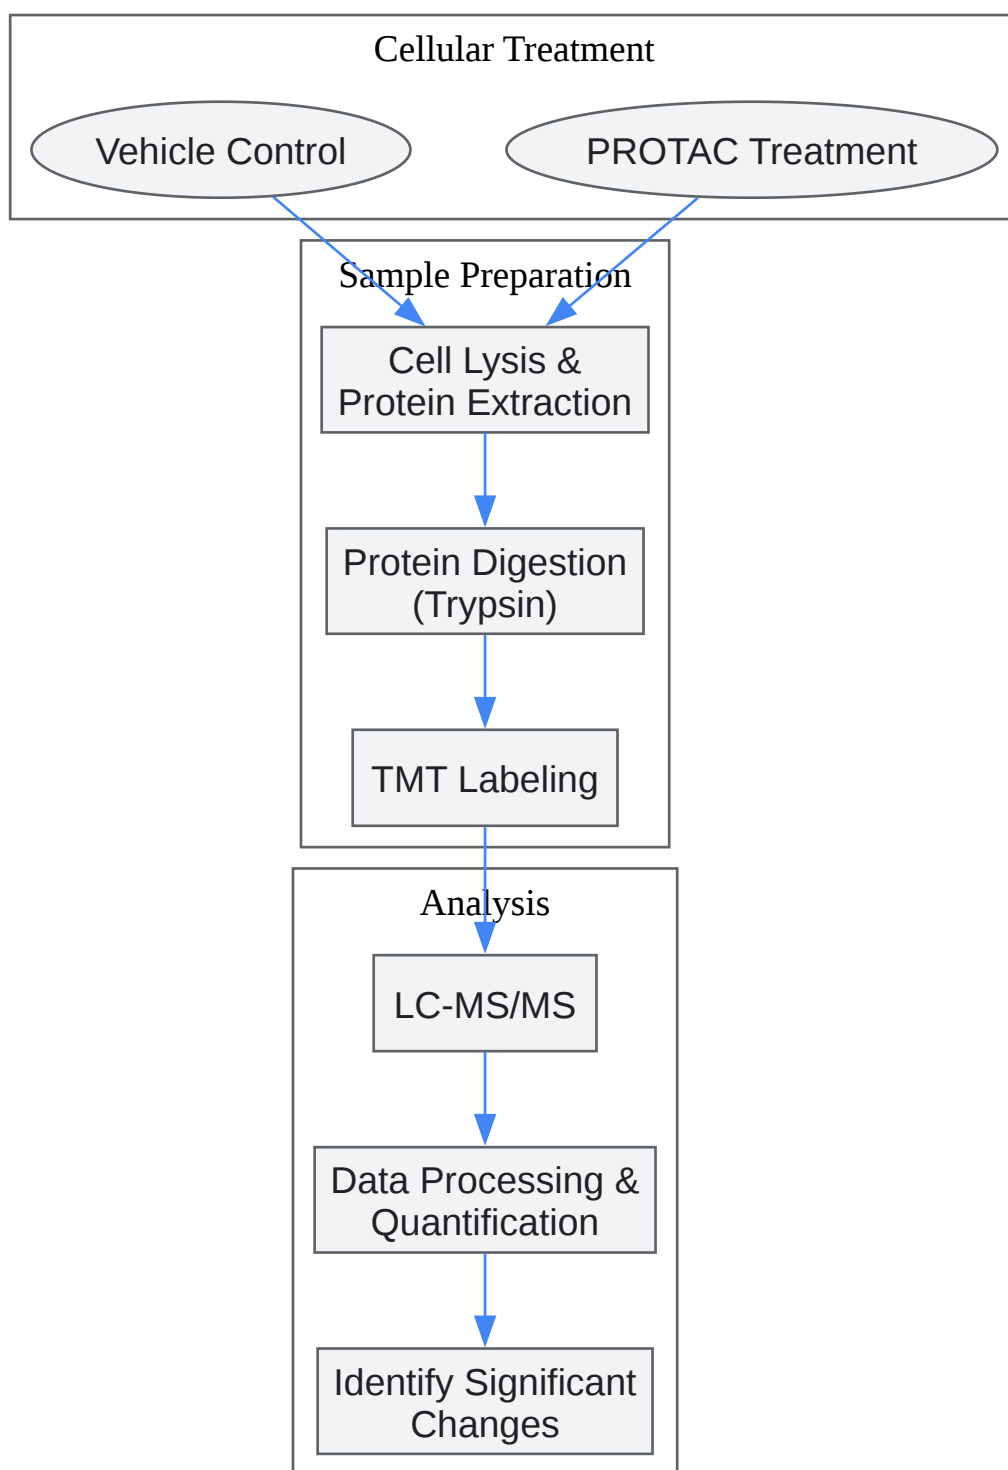 Cellular Treatment
Vehicle Control
PROTAC Treatment
Sample Preparation
Cell Lysis &
Protein Extraction
Protein Digestion
(Trypsin)
TMT Labeling
Analysis
LC-MS/MS
Data Processing &
Quantification
Identify Significant
Changes